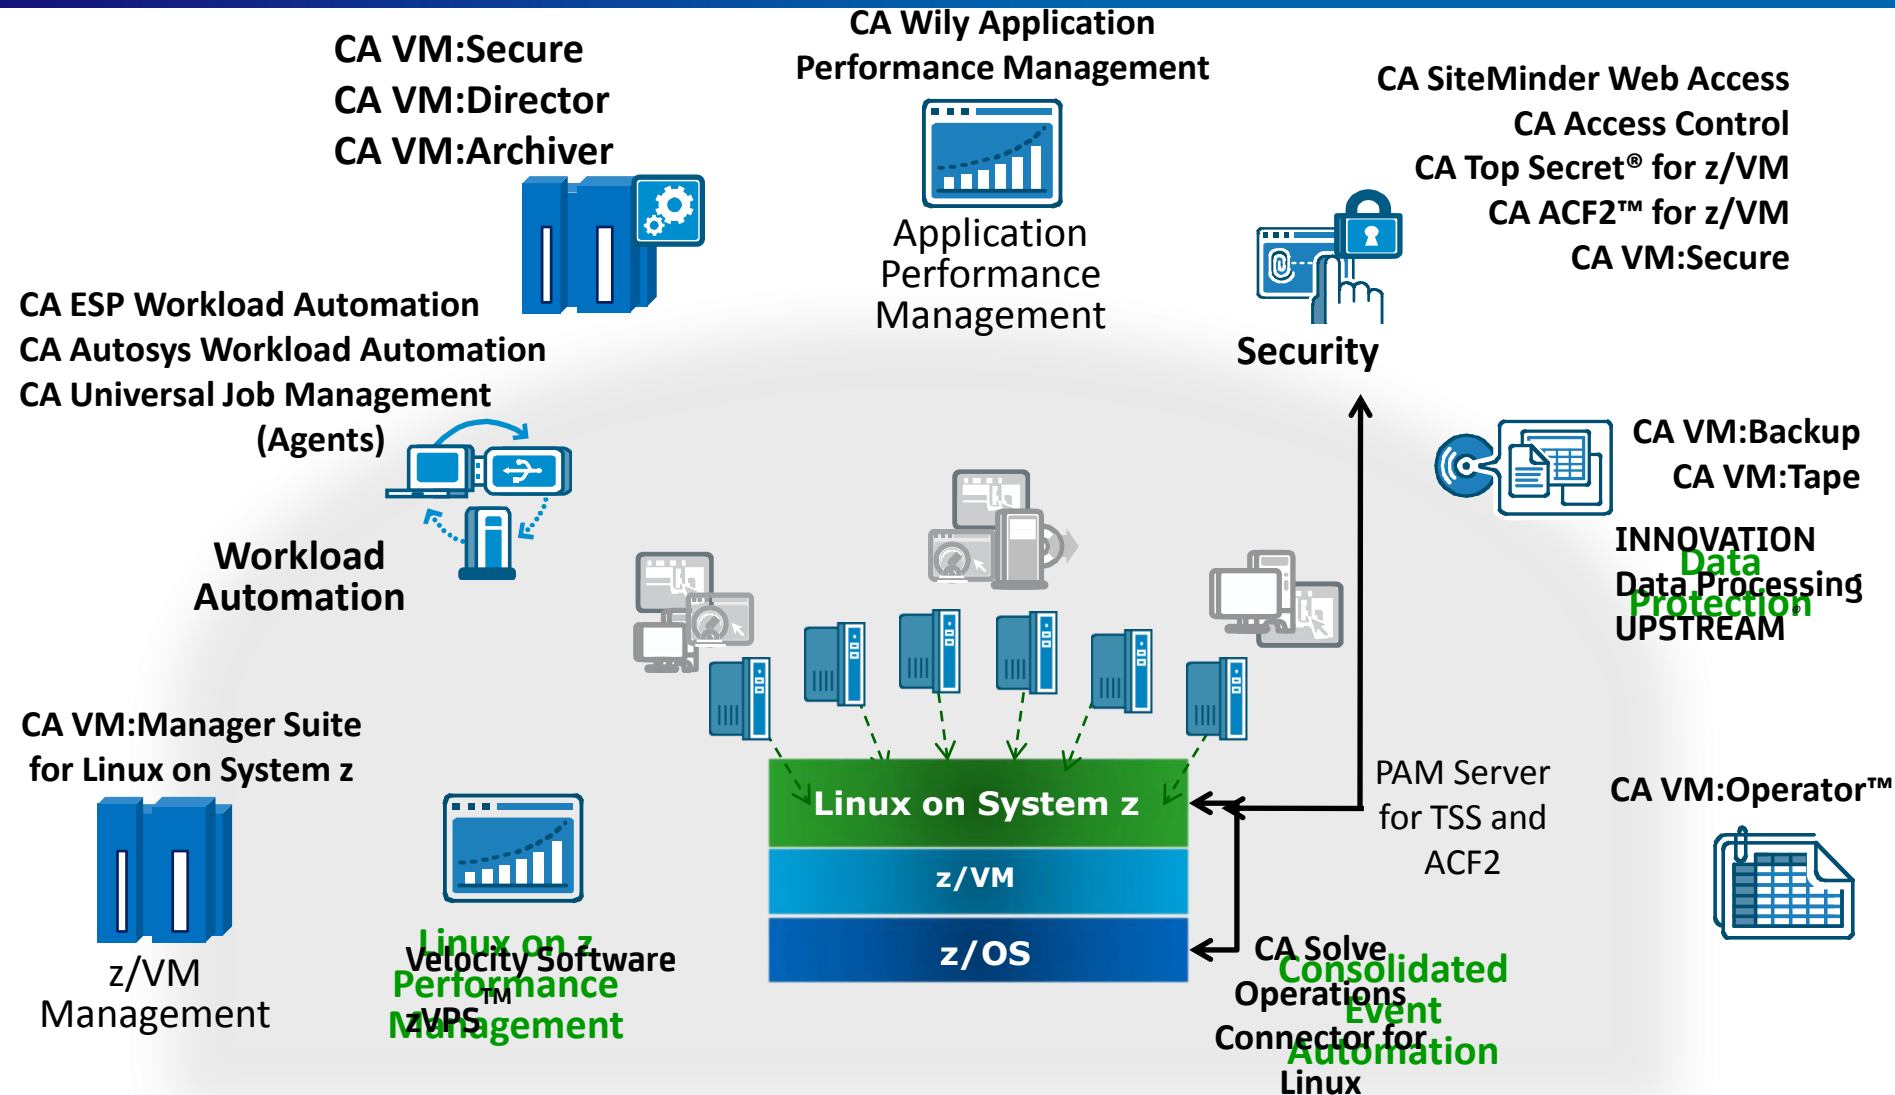 CA VM:Secure
CA VM:Director
CA VM:Archiver
CA Wily Application
Performance Management
Application
Performance
Management
CA SiteMinder Web Access
CA Access Control
CA Top Secret® for z/VM
CA ACF2™ for z/VM
CA VM:Secure
Security
CA ESP Workload Automation
CA Autosys Workload Automation
CA Universal Job Management
(Agents)
Workload
Automation
CA VM:Backup
CA VM:Tape
INNOVATION
Data Processing
UPSTREAM
Data
Protection
®
CA VM:Manager Suite
for Linux on System z
z/VM
Management
Linux on z
Performance
Management
Velocity Software
™
zVPS
Linux on System z
z/VM
z/OS
PAM Server
for TSS and
ACF2
CA VM:Operator™
CA Solve
Operations
Connector for
Linux
Consolidated
Event
Automation